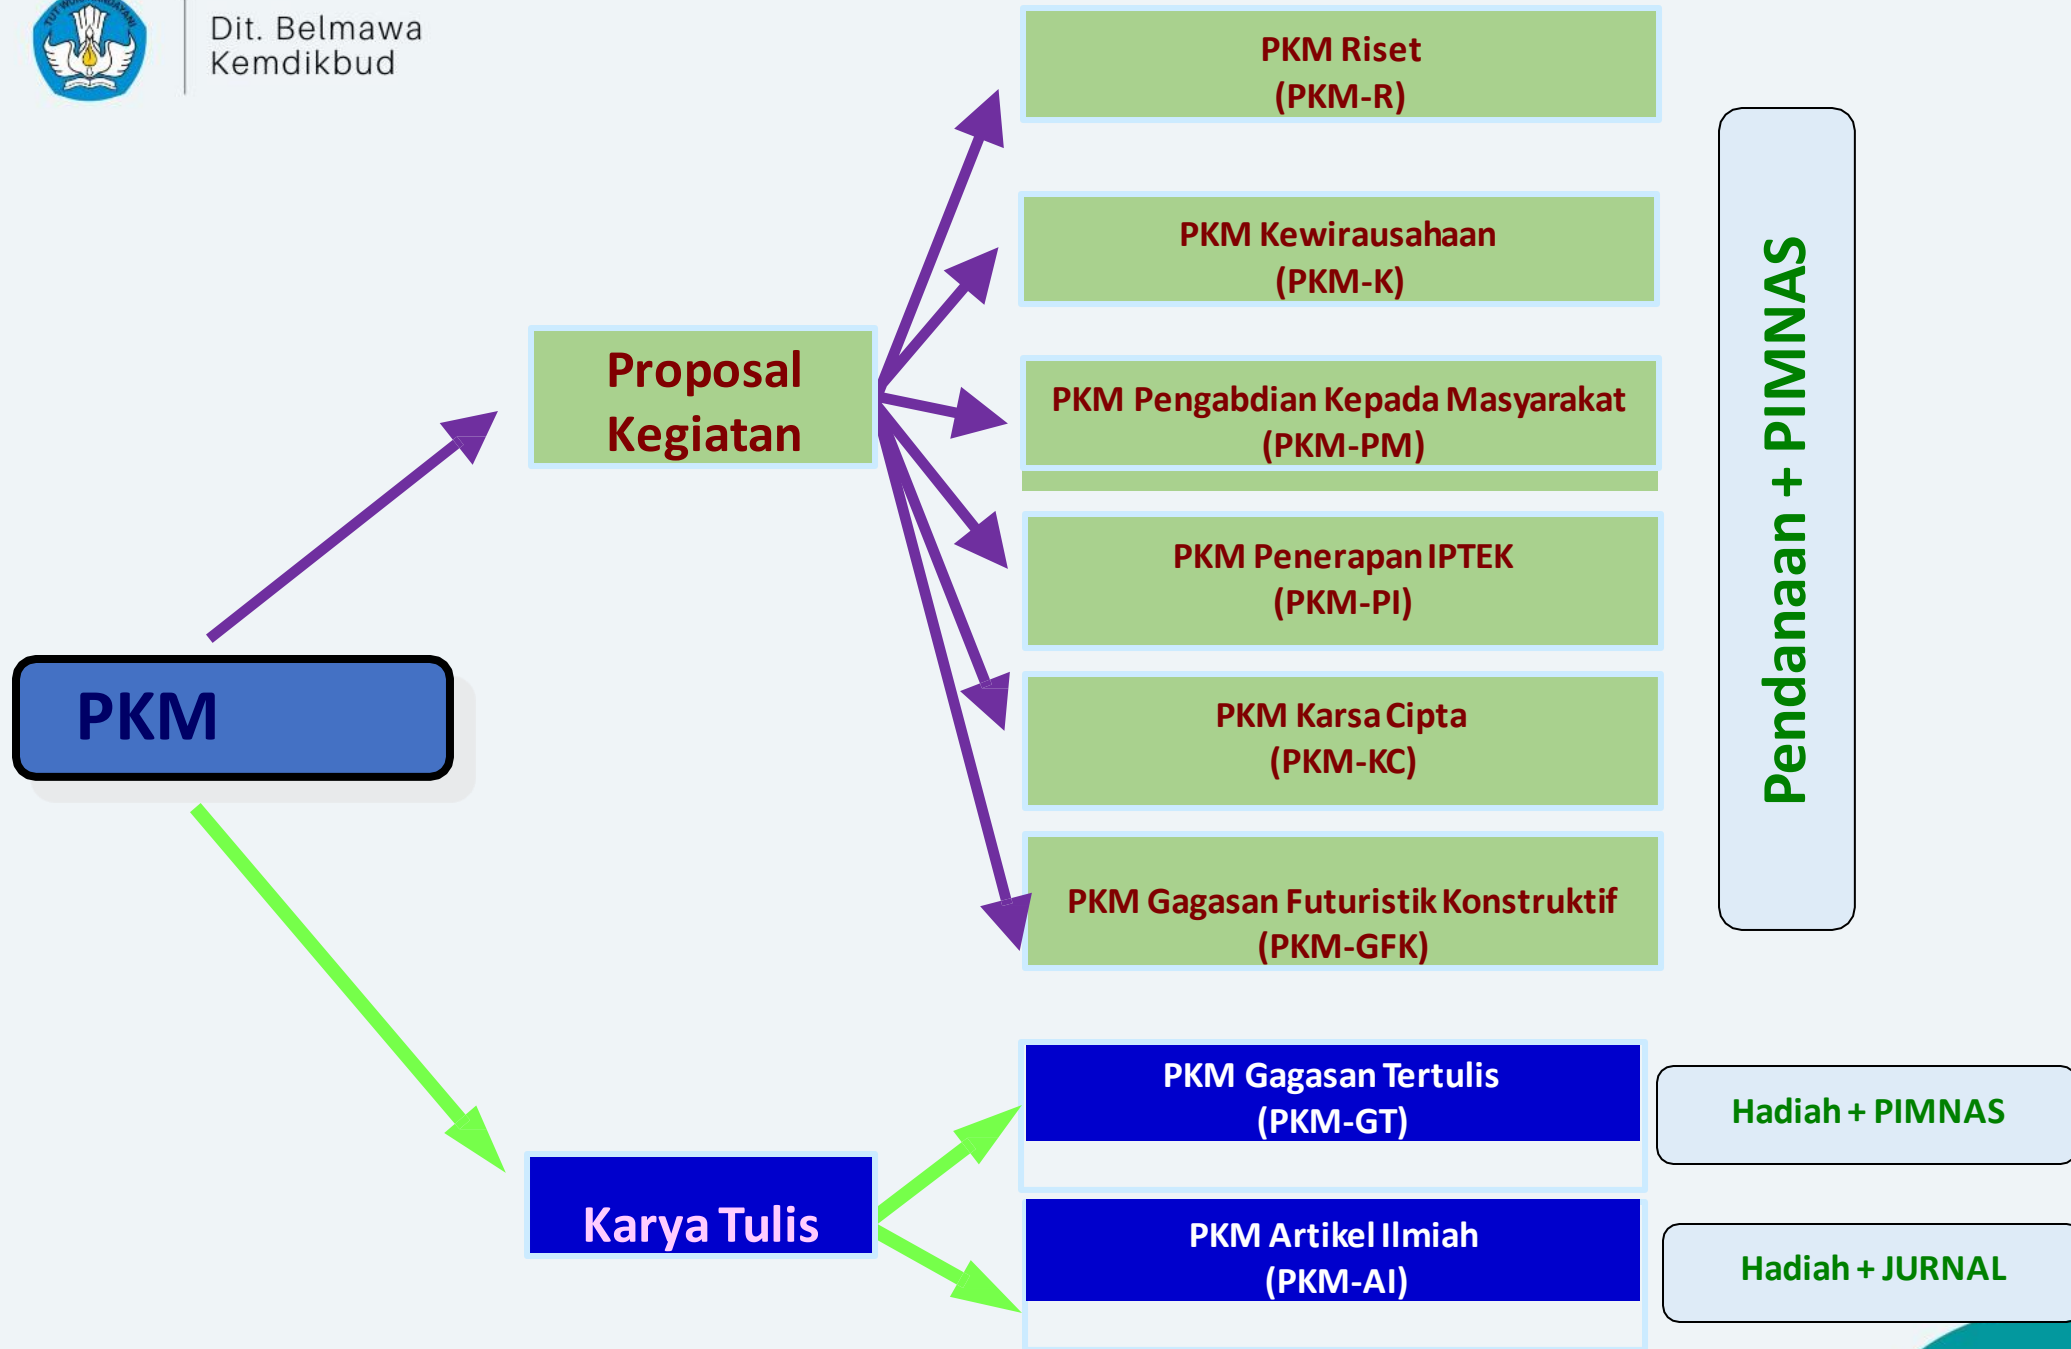 Dit. Belmawa
Kemdikbud
PKM
Proposal
Kegiatan
PKM Riset
(PKM-R)
PKM Kewirausahaan
(PKM-K)
PKM Pengabdian Kepada Masyarakat
(PKM-PM)
PKM Penerapan IPTEK
(PKM-PI)
PKM Karsa Cipta
(PKM-KC)
PKM Gagasan Futuristik Konstruktif
(PKM-GFK)
Pendanaan + PIMNAS
Karya Tulis
PKM Gagasan Tertulis
(PKM-GT)
Hadiah + PIMNAS
PKM Artikel Ilmiah
(PKM-AI)
Hadiah + JURNAL